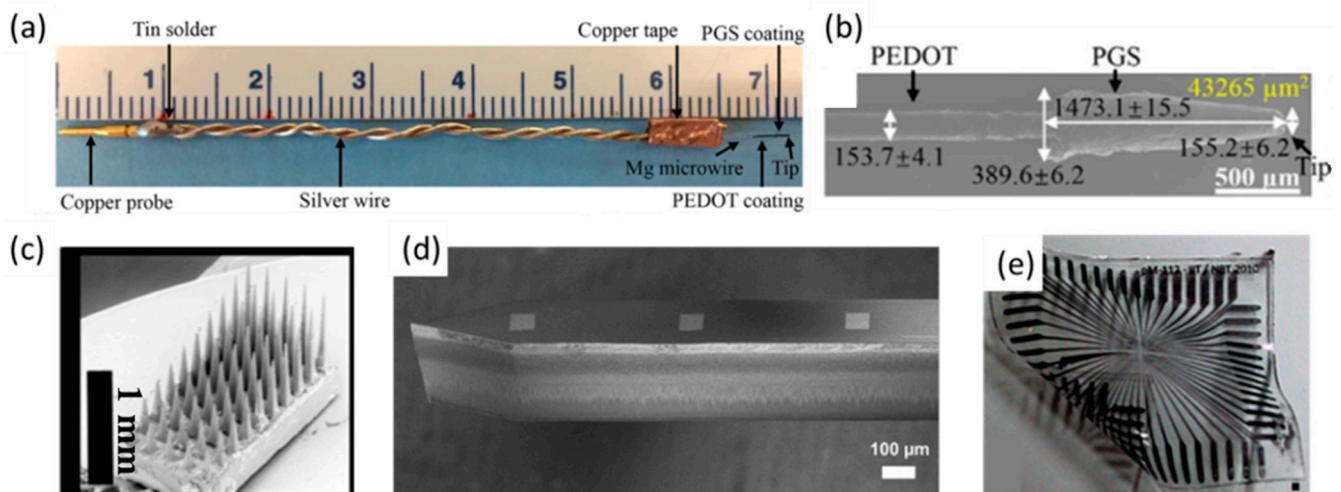 (a)
Tin solder
Copper tape
PGS coating
1 2 3 4 5 6 7
Mg microwire
Tip
Copper probe
Silver wire
PEDOT coating
(b)
PEDOT
PGS
43265 µm²
1473.1±15.5
153.7±4.1
389.6±6.2
155.2±6.2
Tip
500 µm
(c)
1 mm
(d)
100 µm
(e)
2010